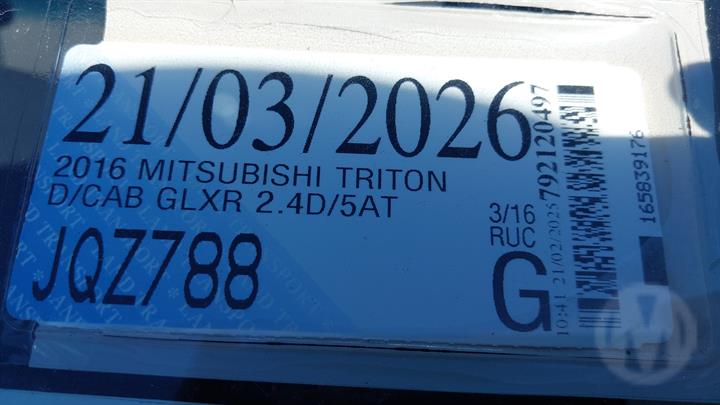 21/03/2026
2016 MITSUBISHI TRITON
D/CAB GLXR 2.4D/5AT
JQZ788
3/16
RUC
G
10:41 21/02/2025 792120497
165839176